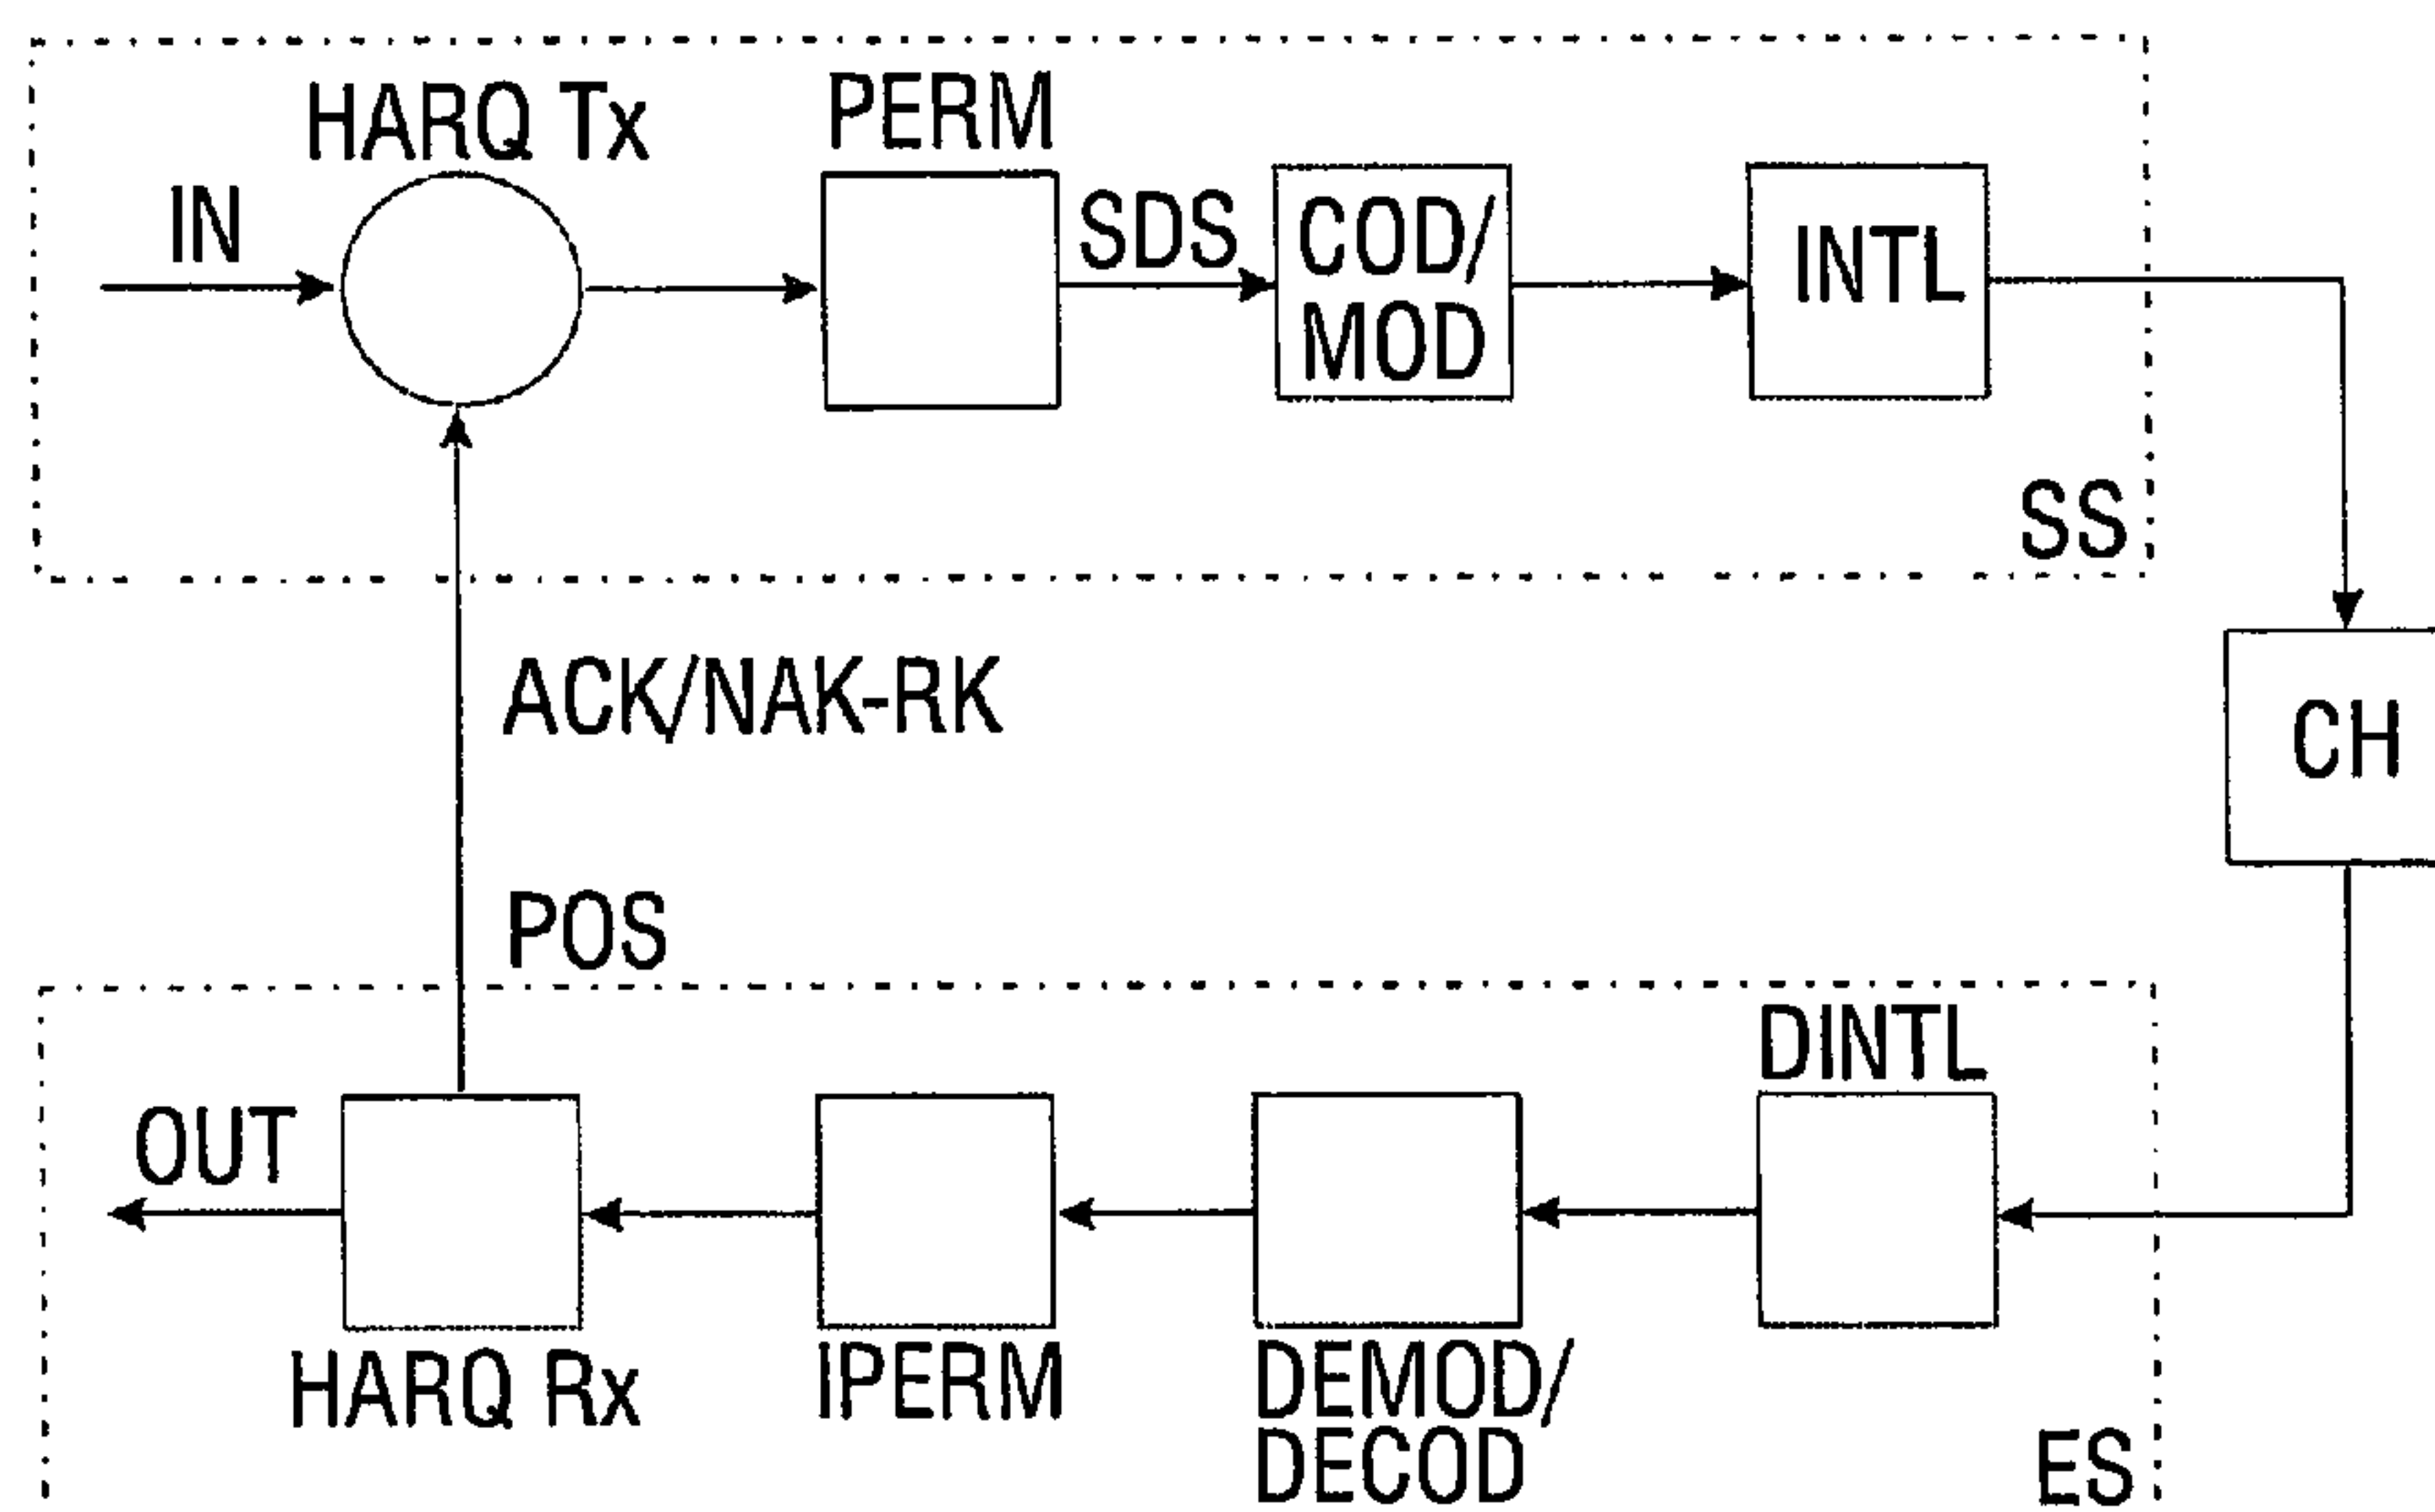 HARQ Tx
PERM
IN
SDS
COD/
MOD
INTL
SS
ACK/NAK-RK
CH
POS
DINTL
OUT
HARQ Rx
IPERM
DEMOD/
DECOD
ES